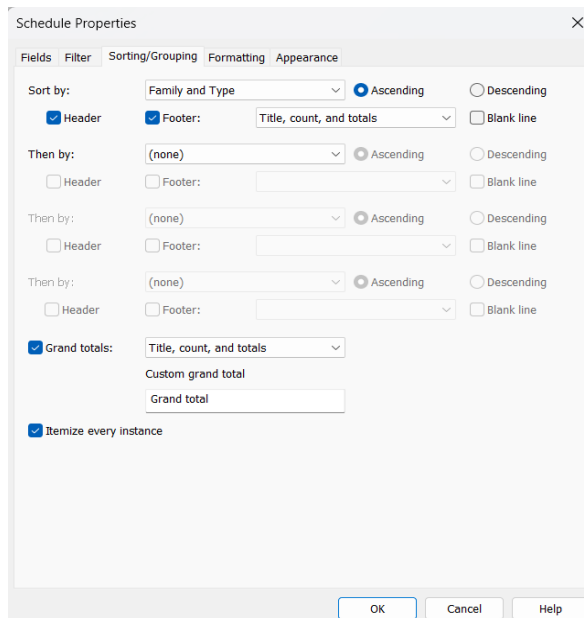 Schedule Properties
Fields Filter Sorting/Grouping Formatting Appearance
Sort by: Family and Type Ascending Descending
Header Footer: Title, count, and totals Blank line
Then by: (none) Ascending Descending
Header Footer: Blank line
Then by: (none) Ascending Descending
Header Footer: Blank line
Then by: (none) Ascending Descending
Header Footer: Blank line
Grand totals: Title, count, and totals
Custom grand total
Grand total
Itemize every instance
OK Cancel Help